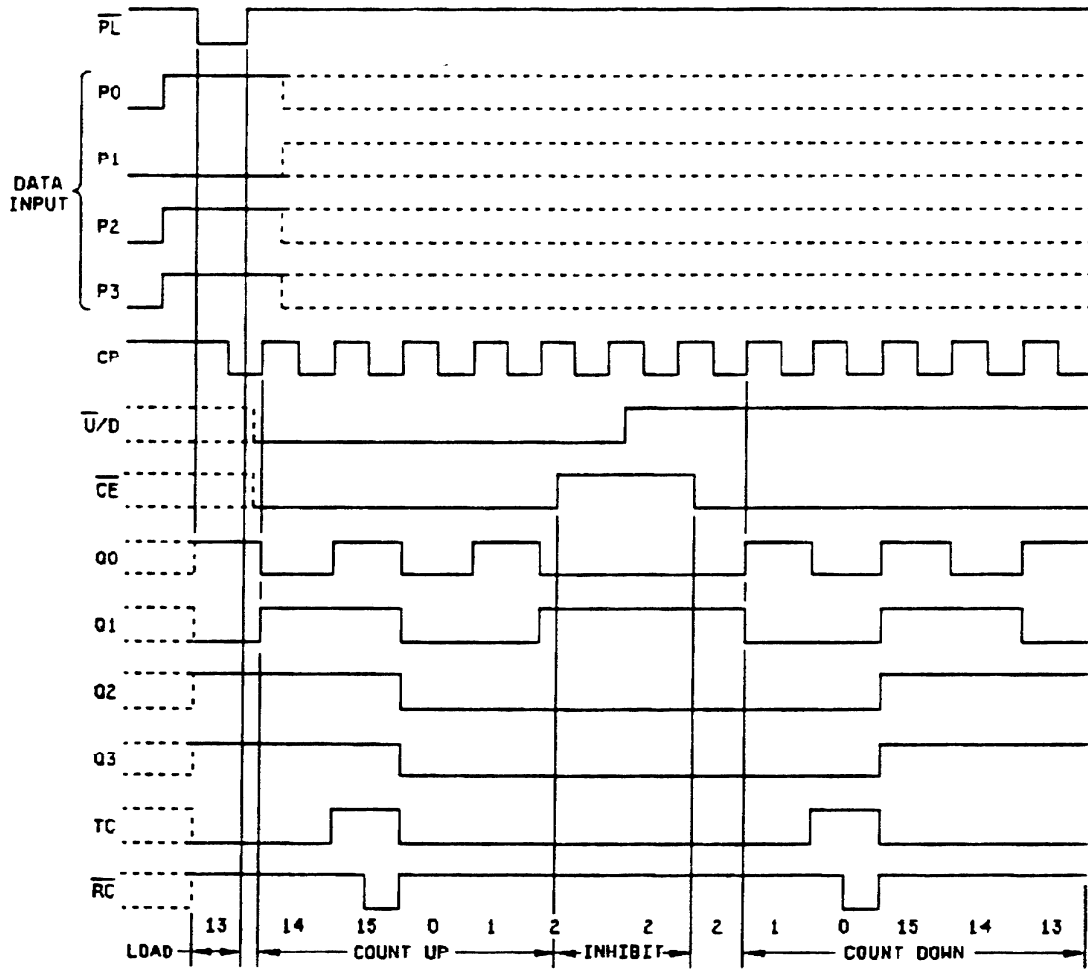 PL
P0
P1
DATA
INPUT
P2
P3
CP
U/D
CE
Q0
Q1
Q2
Q3
TC
RC
13 14 15 0 1 2 2 2 1 0 15 14 13
LOAD COUNT UP INHIBIT COUNT DOWN